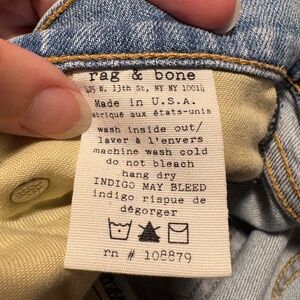 rag & bone
425 W. 13th St, NY NY 10014
Made in U.S.A.
fabriqué aux états-unis
wash inside out/
laver à l'envers
machine wash cold
do not bleach
hang dry
INDIGO MAY BLEED
indigo risque de
dégorger
rn # 108879